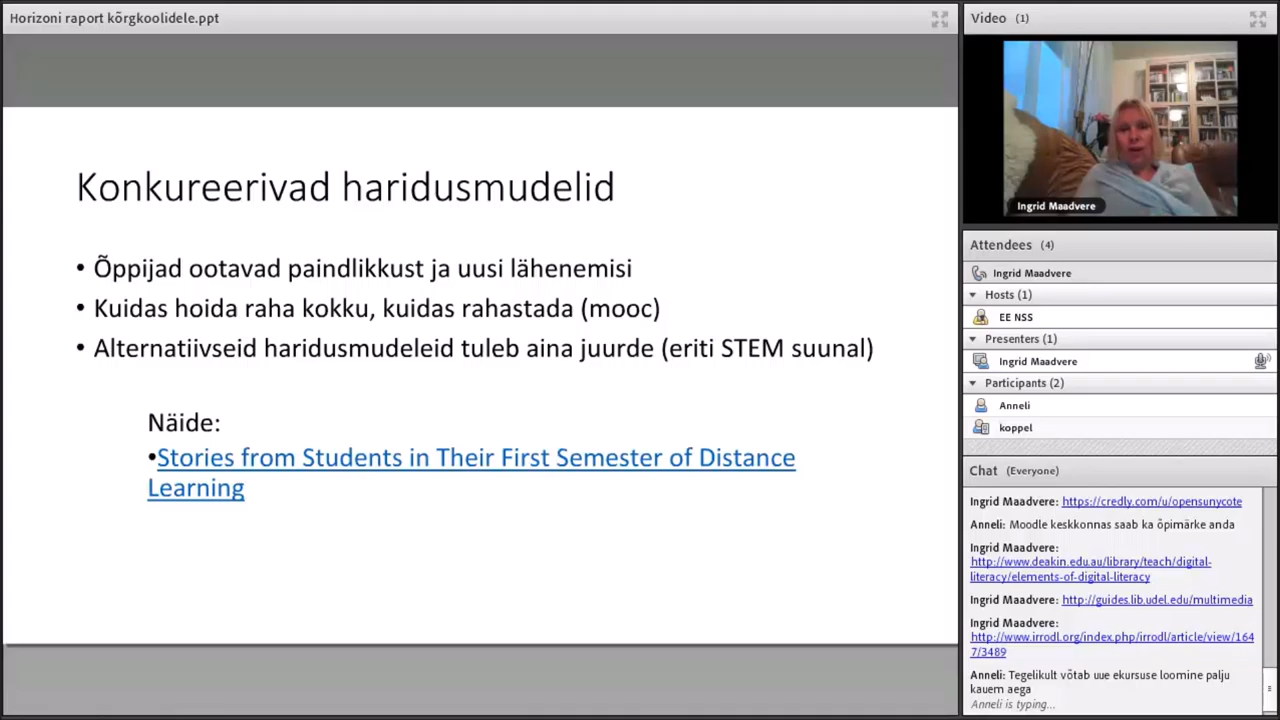 Horizoni raport kõrgkoolidele.ppt
Konkureerivad haridusmudelid
• Õppijad ootavad paindlikkust ja uusi lähenemisi
• Kuidas hoida raha kokku, kuidas rahastada (mooc)
• Alternatiivseid haridusmudeleid tuleb aina juurde (eriti STEM suunal)
Näide:
•Stories from Students in Their First Semester of Distance
Learning
Video (1)
Ingrid Maadvere
Attendees (4)
Ingrid Maadvere
Hosts (1)
EE NSS
Presenters (1)
Ingrid Maadvere
Participants (2)
Anneli
koppel
Chat (Everyone)
Ingrid Maadvere: https://credly.com/u/opensunycote
Anneli: Moodle keskkonnas saab ka õpimärke anda
Ingrid Maadvere:
http://www.deakin.edu.au/library/teach/digital-
literacy/elements-of-digital-literacy
Ingrid Maadvere: http://guides.lib.udel.edu/multimedia
Ingrid Maadvere:
http://www.irrodl.org/index.php/irrodl/article/view/164
7/3489
Anneli: Tegelikult võtab uue ekursuse loomine palju
kauem aega
Anneli is typing...